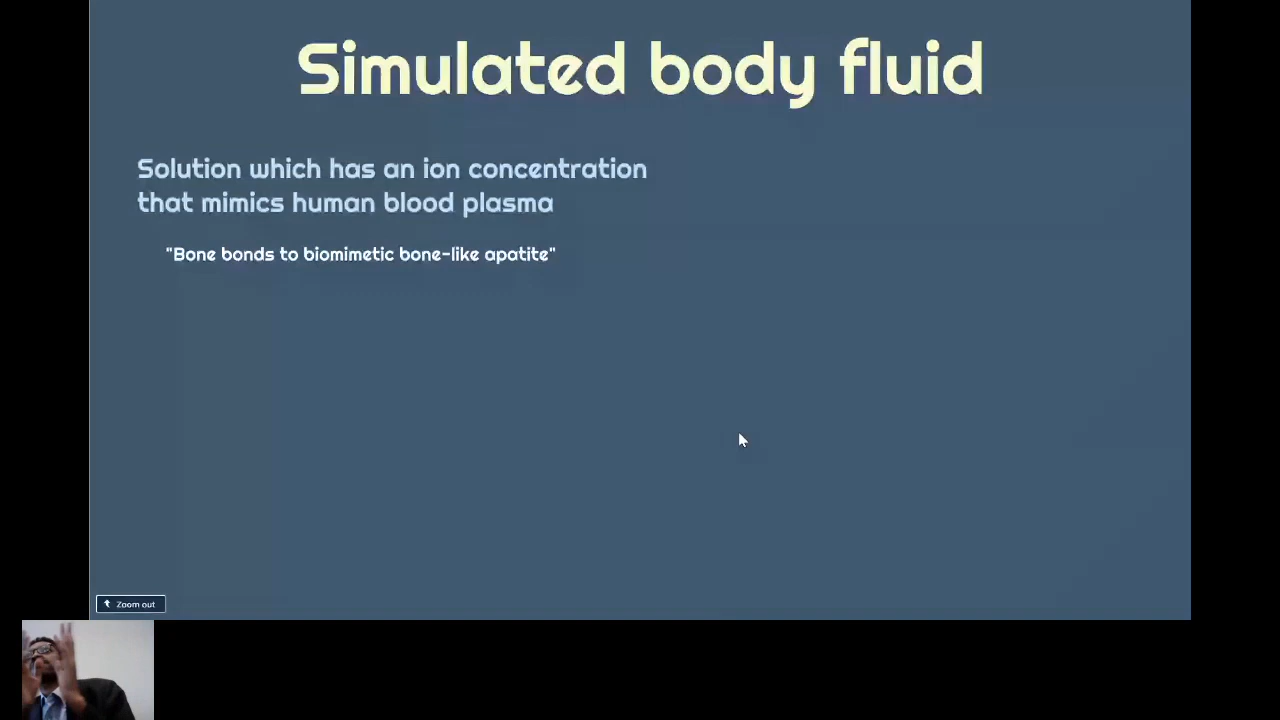 Simulated body fluid
Solution which has an ion concentration
that mimics human blood plasma
"Bone bonds to biomimetic bone-like apatite"
Zoom out